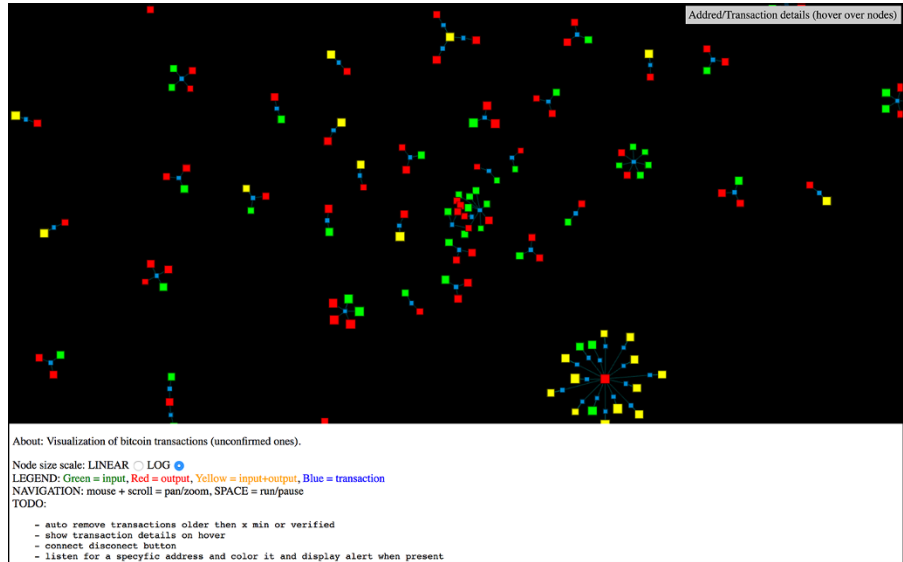 Addred/Transaction details (hover over nodes)
About: Visualization of bitcoin transactions (unconfirmed ones).
Node size scale: LINEAR LOG
LEGEND: Green = input, Red = output, Yellow = input+output, Blue = transaction
NAVIGATION: mouse + scroll = pan/zoom, SPACE = run/pause
TODO:
- auto remove transactions older then x min or verified
- show transaction details on hover
- connect disconect button
- listen for a specyfic address and color it and display alert when present